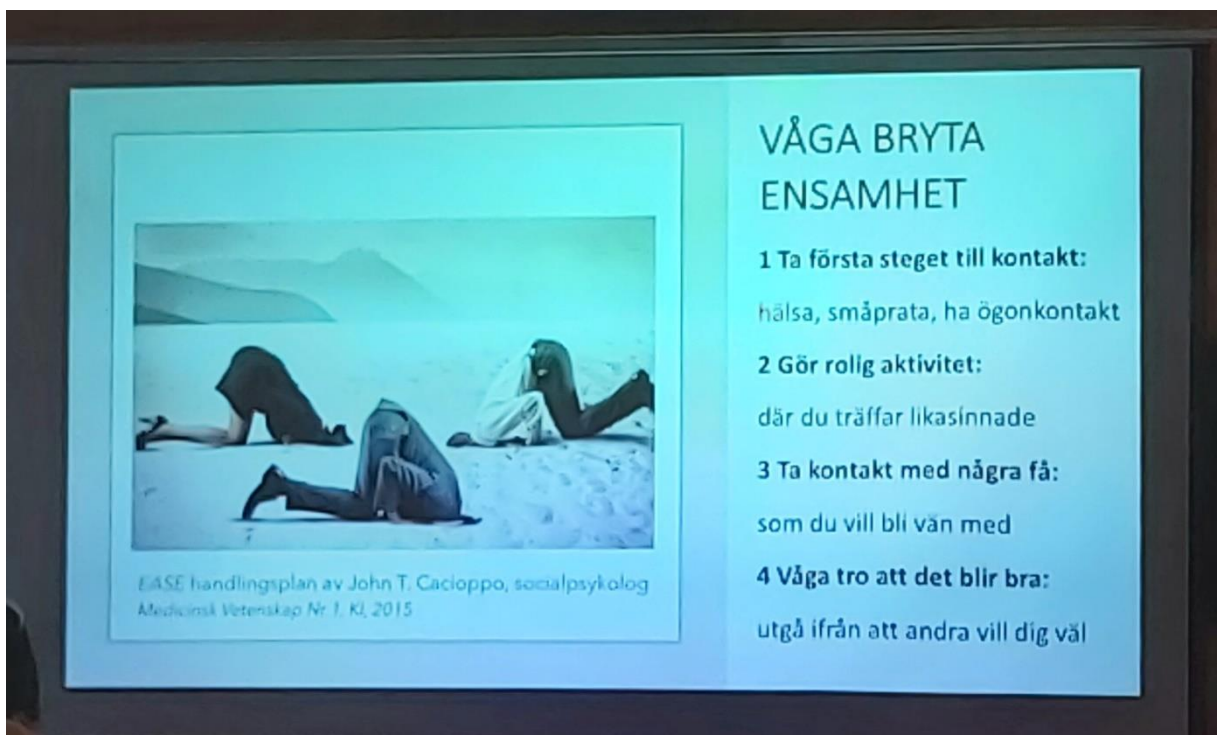 VÅGA BRYTA
ENSAMHET
1 Ta första steget till kontakt:
hälsa, småprata, ha ögonkontakt
2 Gör rolig aktivitet:
där du träffar likasinnade
3 Ta kontakt med några få:
som du vill bli vän med
4 Våga tro att det blir bra:
utgå ifrån att andra vill dig väl
EASE handlingsplan av John T. Cacioppo, socialpsykolog
Medicinsk Vetenskap Nr 1, KI, 2015